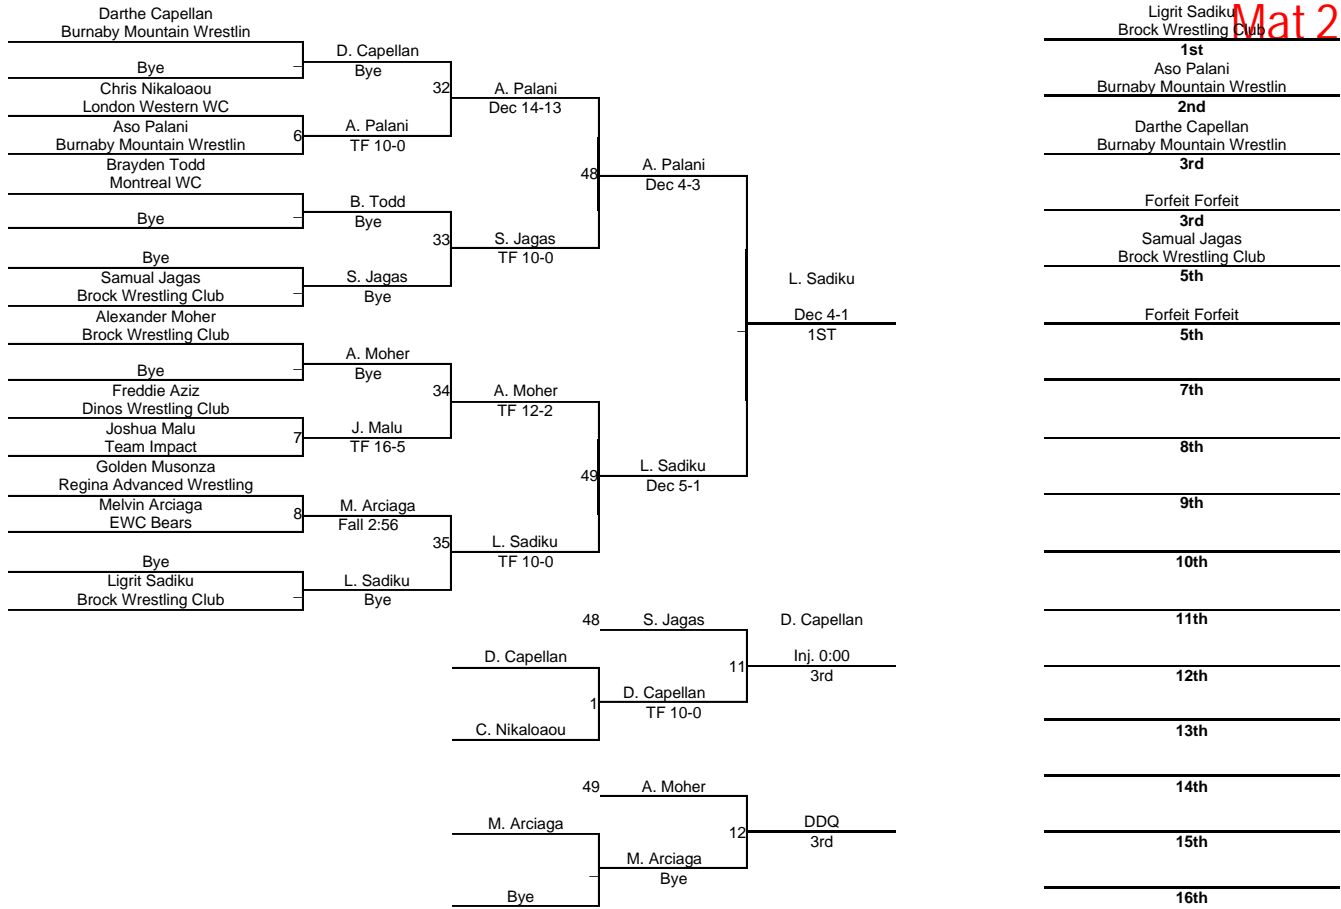 Darthe Capellan
Burnaby Mountain Wrestlin
Bye
Chris Nikaloaou
London Western WC
6
Aso Palani
Burnaby Mountain Wrestlin
Brayden Todd
Montreal WC
Bye
Bye
Samual Jagas
Brock Wrestling Club
Alexander Moher
Brock Wrestling Club
Bye
Freddie Aziz
Dinos Wrestling Club
7
Joshua Malu
Team Impact
Golden Musonza
Regina Advanced Wrestling
8
Melvin Arciaga
EWC Bears
Bye
Ligrit Sadiku
Brock Wrestling Club
D. Capellan
Bye
32
A. Palani
TF 10-0
B. Todd
Bye
33
S. Jagas
Bye
A. Moher
Bye
34
J. Malu
TF 16-5
M. Arciaga
Fall 2:56
35
L. Sadiku
Bye
A. Palani
Dec 14-13
48
S. Jagas
TF 10-0
A. Moher
TF 12-2
49
L. Sadiku
TF 10-0
A. Palani
Dec 4-3
L. Sadiku
Dec 5-1
L. Sadiku
Dec 4-1
1ST
D. Capellan
1
C. Nikaloaou
48
S. Jagas
11
D. Capellan
TF 10-0
D. Capellan
Inj. 0:00
3rd
M. Arciaga
Bye
49
A. Moher
12
M. Arciaga
Bye
DDQ
3rd
Mat 2
Ligrit Sadiku
Brock Wrestling Club
1st
Aso Palani
Burnaby Mountain Wrestlin
2nd
Darthe Capellan
Burnaby Mountain Wrestlin
3rd
Forfeit Forfeit
3rd
Samual Jagas
Brock Wrestling Club
5th
Forfeit Forfeit
5th
7th
8th
9th
10th
11th
12th
13th
14th
15th
16th